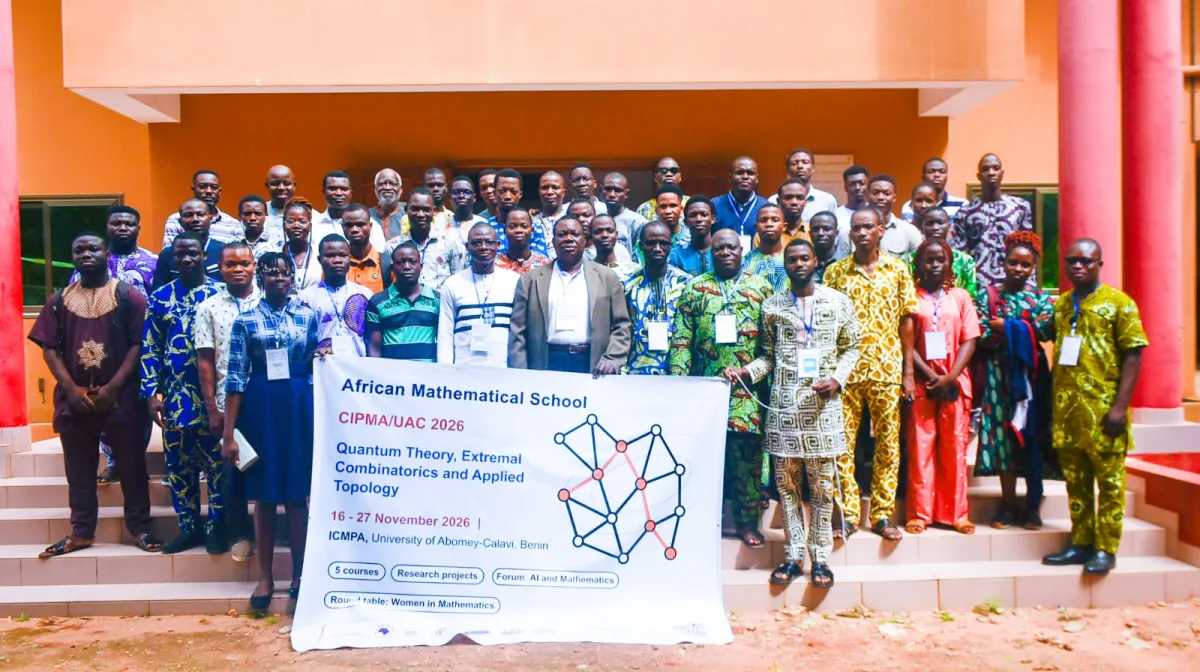 African Mathematical School
CIPMA/UAC 2026
Quantum Theory, Extremal
Combinatorics and Applied
Topology
16 - 27 November 2026 |
ICMPA, University of Abomey-Calavi, Benin
5 courses
Research projects
Forum: AI and Mathematics
Round table: Women in Mathematics